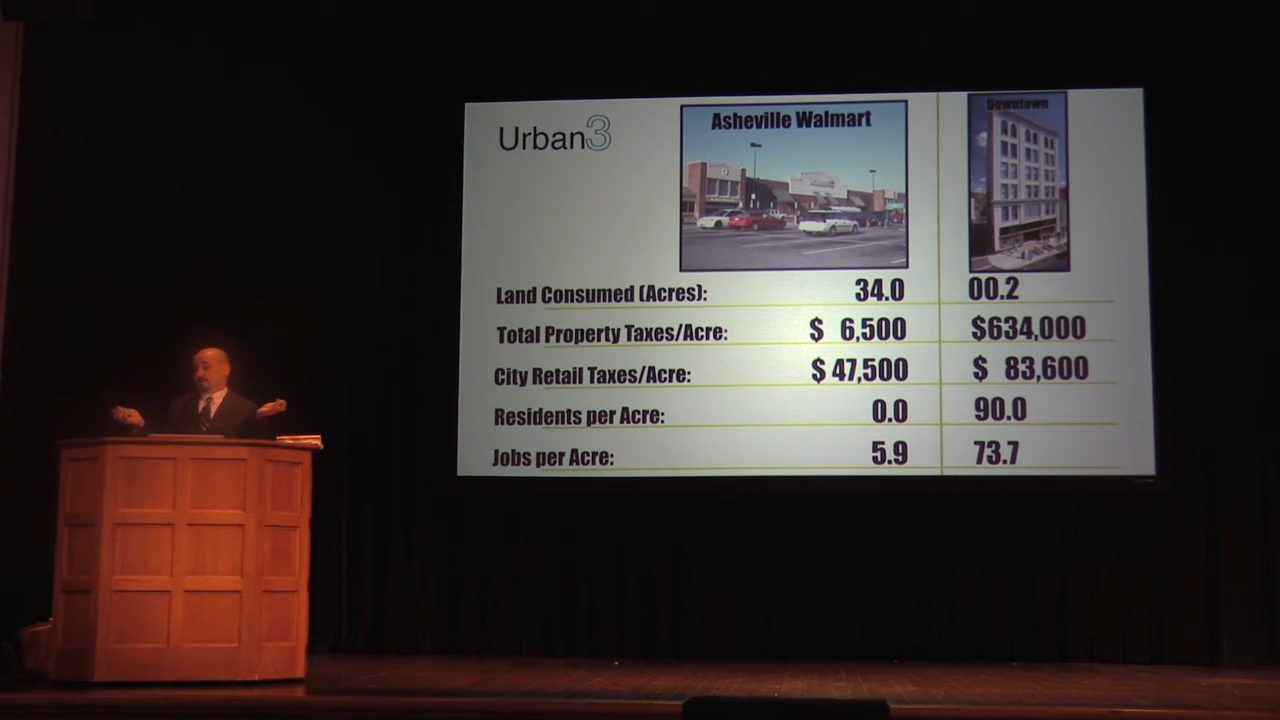 Urban3
Asheville Walmart
Downtown
Land Consumed (Acres): 34.0 00.2
Total Property Taxes/Acre: $ 6,500 $634,000
City Retail Taxes/Acre: $ 47,500 $ 83,600
Residents per Acre: 0.0 90.0
Jobs per Acre: 5.9 73.7